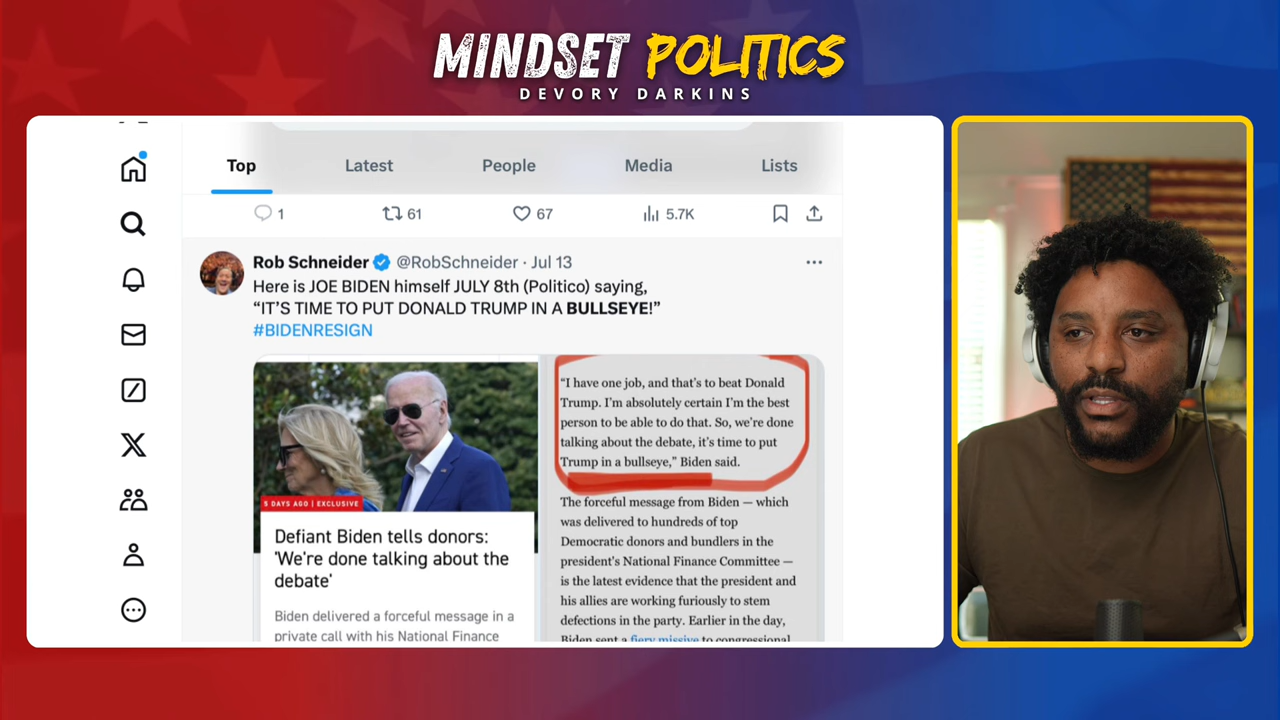 MINDSET POLITICS
DEVORY DARKINS
Top
Latest
People
Media
Lists
1
61
67
5.7K
Rob Schneider @RobSchneider · Jul 13
Here is JOE BIDEN himself JULY 8th (Politico) saying,
“IT’S TIME TO PUT DONALD TRUMP IN A BULLSEYE!”
#BIDENRESIGN
5 DAYS AGO | EXCLUSIVE
Defiant Biden tells donors:
'We're done talking about the
debate'
Biden delivered a forceful message in a
private call with his National Finance
“I have one job, and that’s to beat Donald
Trump. I’m absolutely certain I’m the best
person to be able to do that. So, we’re done
talking about the debate, it’s time to put
Trump in a bullseye,” Biden said.
The forceful message from Biden — which
was delivered to hundreds of top
Democratic donors and bundlers in the
president’s National Finance Committee —
is the latest evidence that the president and
his allies are working furiously to stem
defections in the party. Earlier in the day,
Biden sent a fiery missive to congressional